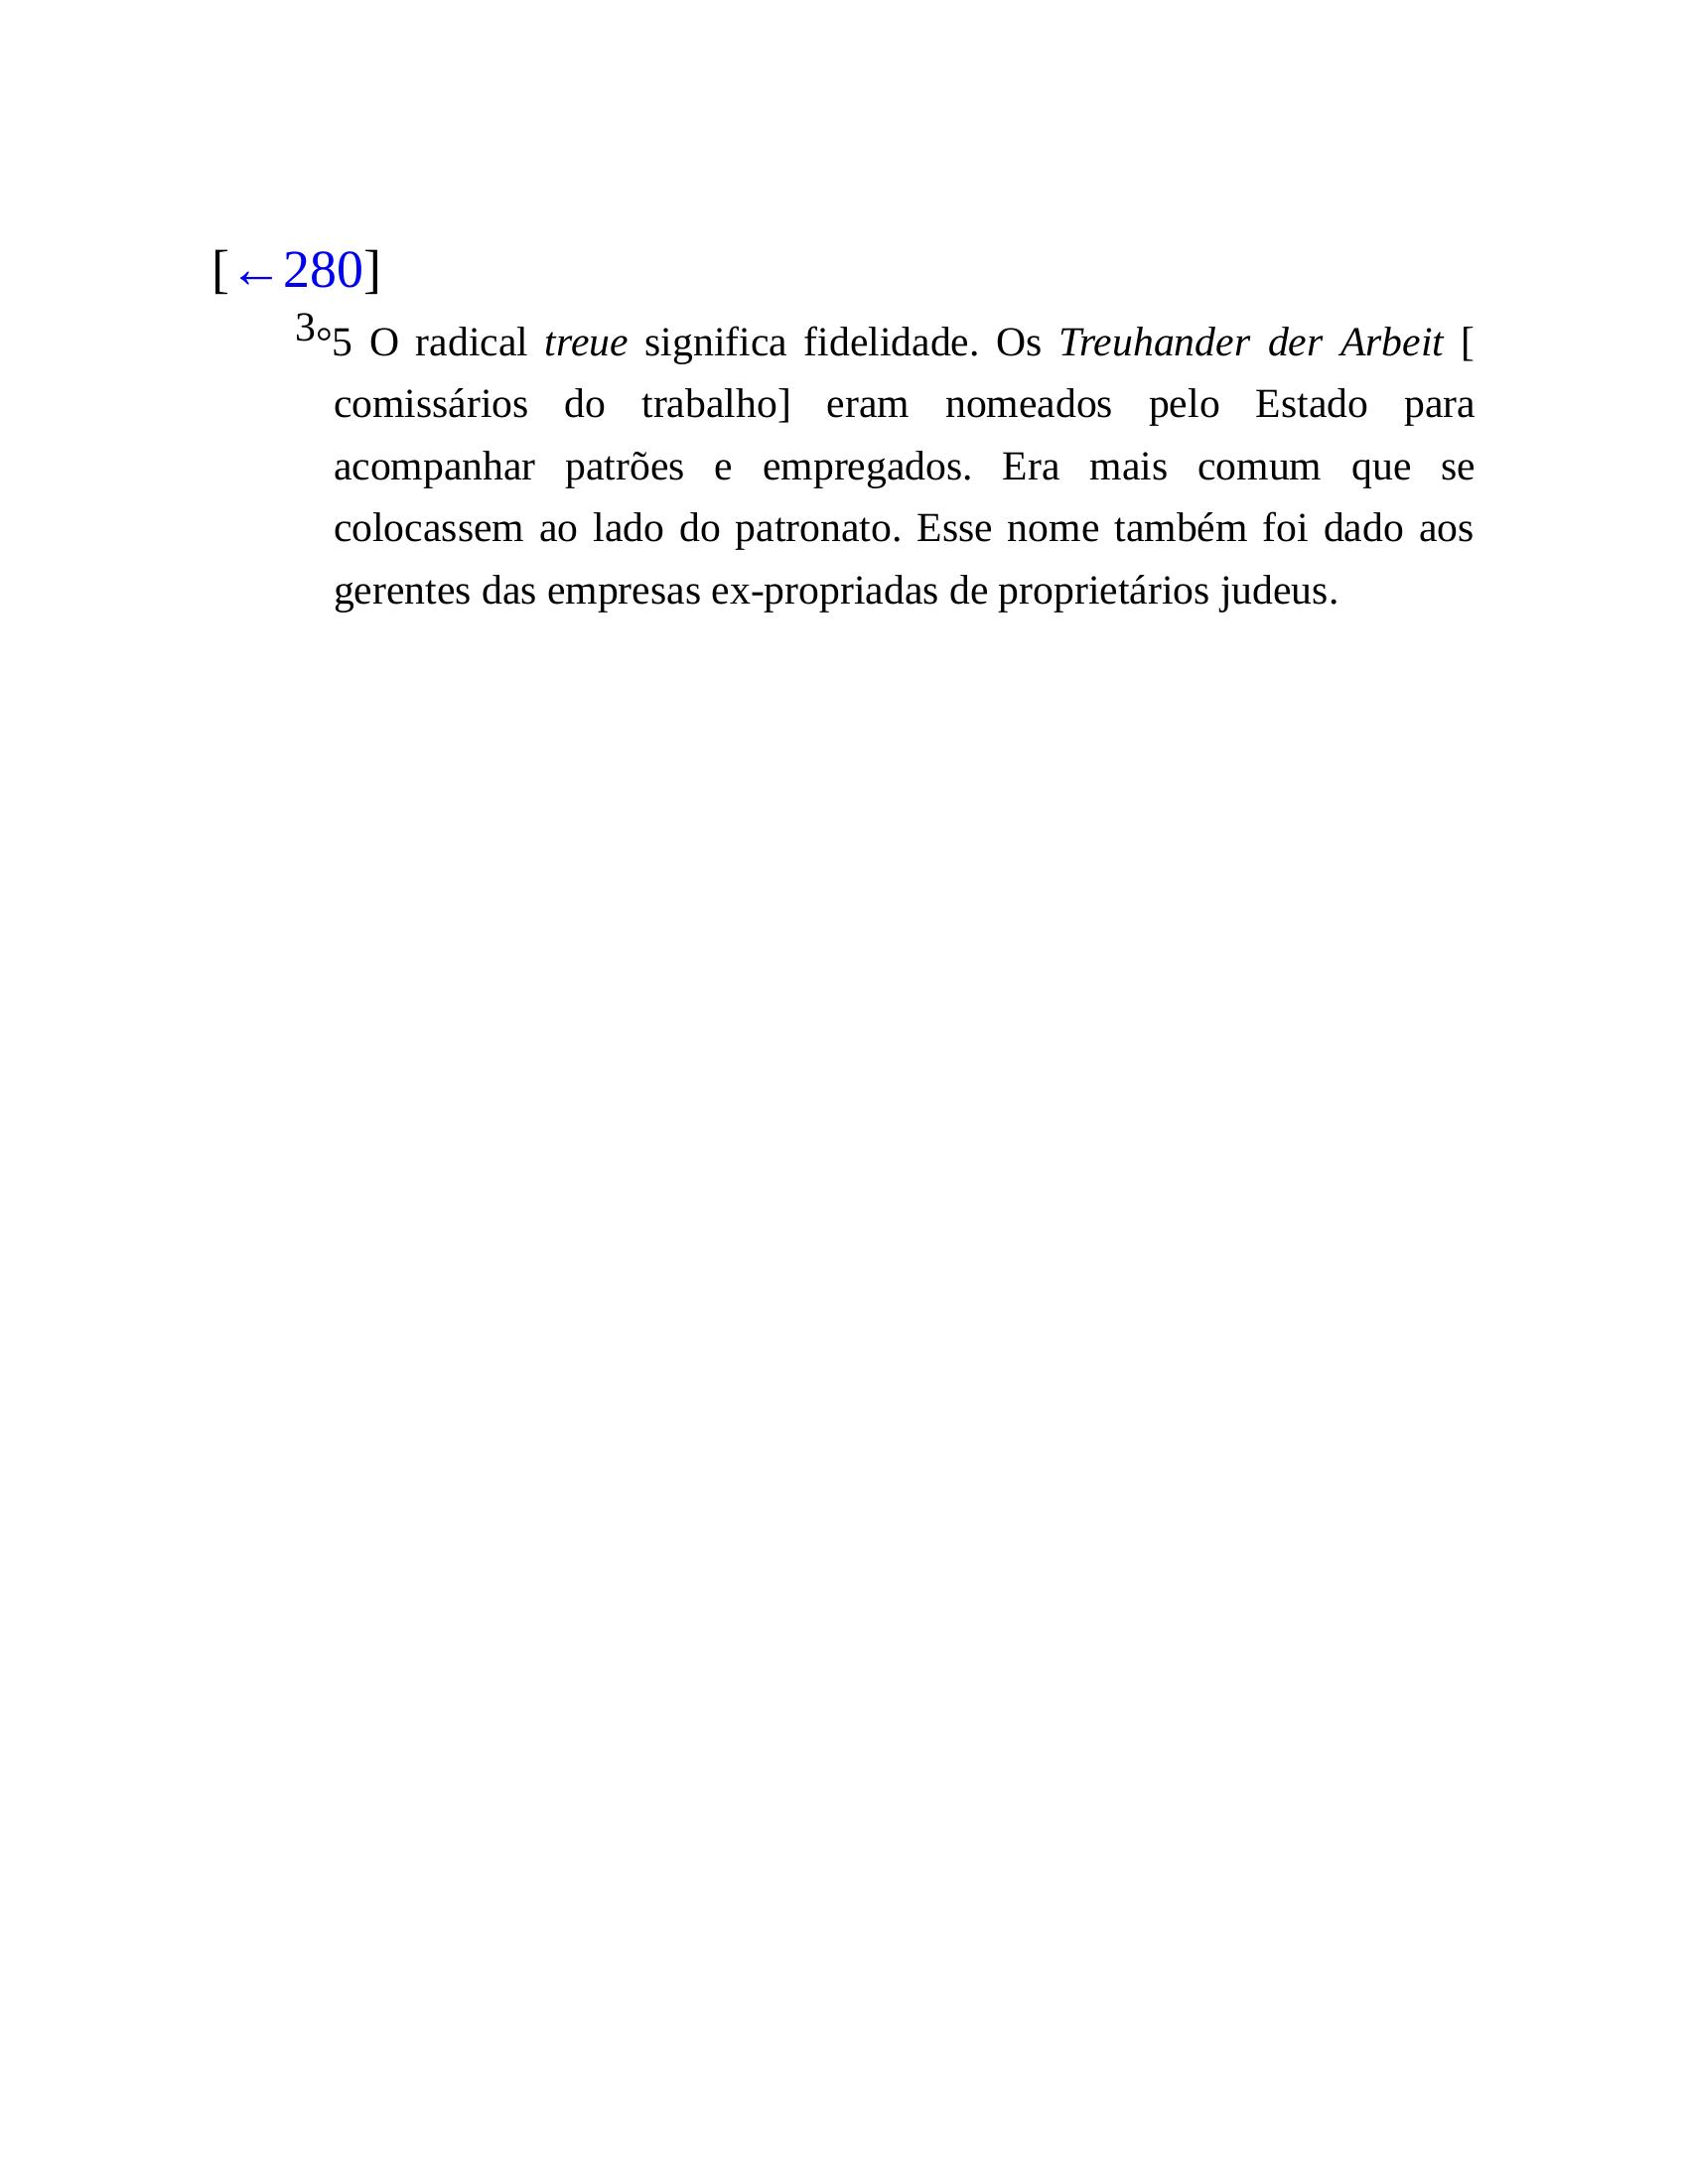 [←280]
3°5 O radical treue significa fidelidade. Os Treuhander der Arbeit [
comissários do trabalho] eram nomeados pelo Estado para
acompanhar patrões e empregados. Era mais comum que se
colocassem ao lado do patronato. Esse nome também foi dado aos
gerentes das empresas ex-propriadas de proprietários judeus.